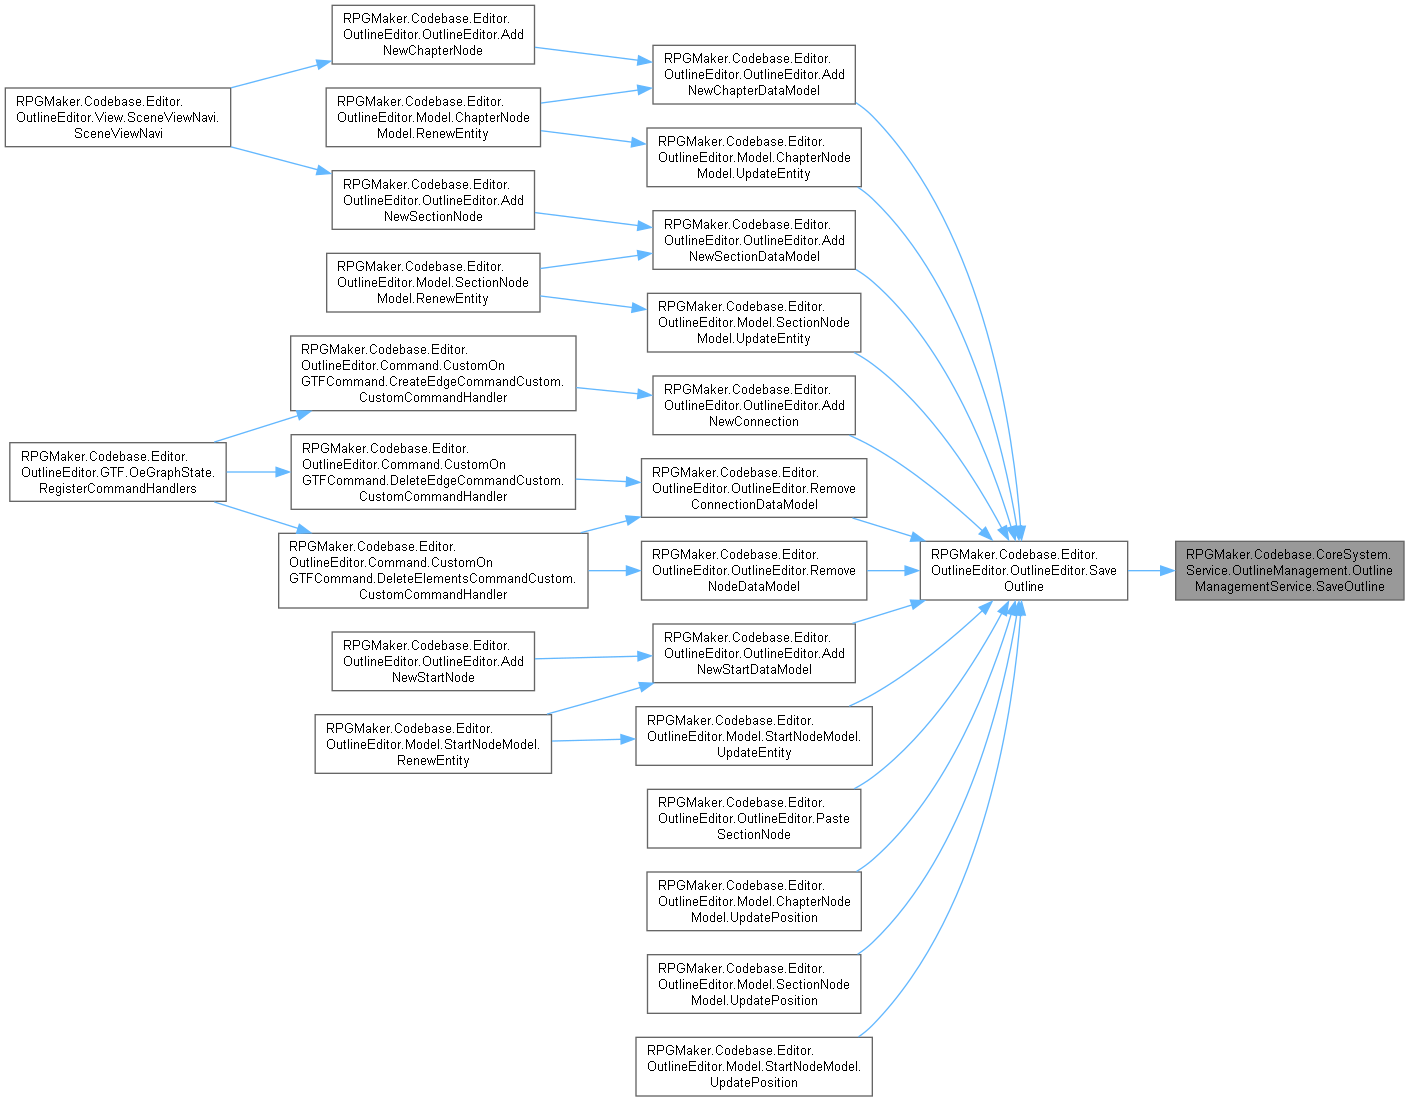 RPGMaker.Codebase.Editor.
OutlineEditor.View.SceneViewNavi.
SceneViewNavi
RPGMaker.Codebase.Editor.
OutlineEditor.GTF.OeGraphState.
RegisterCommandHandlers
RPGMaker.Codebase.Editor.
OutlineEditor.OutlineEditor.Add
NewChapterNode
RPGMaker.Codebase.Editor.
OutlineEditor.Model.ChapterNode
Model.RenewEntity
RPGMaker.Codebase.Editor.
OutlineEditor.OutlineEditor.Add
NewSectionNode
RPGMaker.Codebase.Editor.
OutlineEditor.Model.SectionNode
Model.RenewEntity
RPGMaker.Codebase.Editor.
OutlineEditor.Command.CustomOn
GTFCommand.CreateEdgeCommandCustom.
CustomCommandHandler
RPGMaker.Codebase.Editor.
OutlineEditor.Command.CustomOn
GTFCommand.DeleteEdgeCommandCustom.
CustomCommandHandler
RPGMaker.Codebase.Editor.
OutlineEditor.Command.CustomOn
GTFCommand.DeleteElementsCommandCustom.
CustomCommandHandler
RPGMaker.Codebase.Editor.
OutlineEditor.OutlineEditor.Add
NewStartNode
RPGMaker.Codebase.Editor.
OutlineEditor.Model.StartNodeModel.
RenewEntity
RPGMaker.Codebase.Editor.
OutlineEditor.OutlineEditor.Add
NewChapterDataModel
RPGMaker.Codebase.Editor.
OutlineEditor.Model.ChapterNode
Model.UpdateEntity
RPGMaker.Codebase.Editor.
OutlineEditor.OutlineEditor.Add
NewSectionDataModel
RPGMaker.Codebase.Editor.
OutlineEditor.Model.SectionNode
Model.UpdateEntity
RPGMaker.Codebase.Editor.
OutlineEditor.OutlineEditor.Add
NewConnection
RPGMaker.Codebase.Editor.
OutlineEditor.OutlineEditor.Remove
ConnectionDataModel
RPGMaker.Codebase.Editor.
OutlineEditor.OutlineEditor.Remove
NodeDataModel
RPGMaker.Codebase.Editor.
OutlineEditor.OutlineEditor.Add
NewStartDataModel
RPGMaker.Codebase.Editor.
OutlineEditor.Model.StartNodeModel.
UpdateEntity
RPGMaker.Codebase.Editor.
OutlineEditor.OutlineEditor.Paste
SectionNode
RPGMaker.Codebase.Editor.
OutlineEditor.Model.ChapterNode
Model.UpdatePosition
RPGMaker.Codebase.Editor.
OutlineEditor.Model.SectionNode
Model.UpdatePosition
RPGMaker.Codebase.Editor.
OutlineEditor.Model.StartNodeModel.
UpdatePosition
RPGMaker.Codebase.Editor.
OutlineEditor.OutlineEditor.Save
Outline
RPGMaker.Codebase.CoreSystem.
Service.OutlineManagement.Outline
ManagementService.SaveOutline